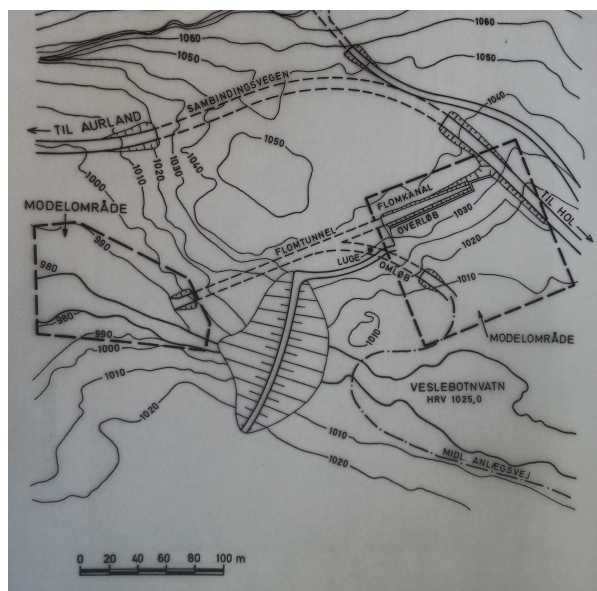 1060
1060
1050
1050
SAMBINDINGSVEGEN
1040
TIL AURLAND
1050
1040
1030
1020
1010
1000
TIL HOL
FLOMKANAL
OVERLØB
1030
MODELOMRÅDE
990
FLOMTUNNEL
1020
LUGE
OMLØB
980
1010
980
990
1000
1010
MODELOMRÅDE
1010
VESLEBOTNVATN
HRV 1025,0
1020
1010
1020
MIDL. ANLÆGSVEJ
0 20 40 60 80 100 m